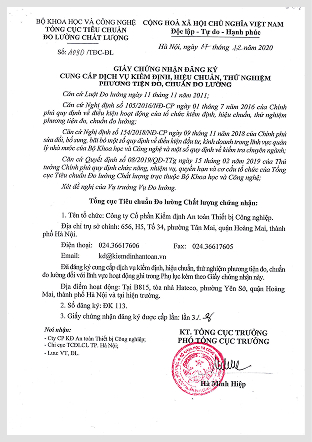 BỘ KHOA HỌC VÀ CÔNG NGHỆ
TỔNG CỤC TIÊU CHUẨN
ĐO LƯỜNG CHẤT LƯỢNG
CỘNG HOÀ XÃ HỘI CHỦ NGHĨA VIỆT NAM
Độc lập - Tự do - Hạnh phúc
Số: /TĐC-ĐL
Hà Nội, ngày tháng 12 năm 2020
GIẤY CHỨNG NHẬN ĐĂNG KÝ
CUNG CẤP DỊCH VỤ KIỂM ĐỊNH, HIỆU CHUẨN, THỬ NGHIỆM
PHƯƠNG TIỆN ĐO, CHUẨN ĐO LƯỜNG
Căn cứ Luật Đo lường ngày 11 tháng 11 năm 2011;
Căn cứ Nghị định số 105/2016/NĐ-CP ngày 01 tháng 7 năm 2016 của Chính
phủ quy định về điều kiện hoạt động của tổ chức kiểm định, hiệu chuẩn, thử nghiệm
phương tiện đo, chuẩn đo lường;
Căn cứ Nghị định số 154/2018/NĐ-CP ngày 09 tháng 11 năm 2018 của Chính phủ
sửa đổi, bổ sung, bãi bỏ một số quy định về điều kiện đầu tư, kinh doanh trong lĩnh vực quản
lý nhà nước của Bộ Khoa học và Công nghệ và một số quy định về kiểm tra chuyên ngành;
Căn cứ Quyết định số 08/2019/QĐ-TTg ngày 15 tháng 02 năm 2019 của Thủ
tướng Chính phủ quy định chức năng, nhiệm vụ, quyền hạn và cơ cấu tổ chức của Tổng
cục Tiêu chuẩn Đo lường Chất lượng trực thuộc Bộ Khoa học và Công nghệ;
Xét đề nghị của Vụ trưởng Vụ Đo lường.
Tổng cục Tiêu chuẩn Đo lường Chất lượng chứng nhận:
1. Tên tổ chức: Công ty Cổ phần Kiểm định An toàn Thiết bị Công nghiệp.
Địa chỉ trụ sở chính: 656, H5, Tổ 34, phường Tân Mai, quận Hoàng Mai, thành
phố Hà Nội.
Điện thoại: 024.36617606 Fax: 024.36617605
Email: kd@kiemdinhantoan.vn
Đã đăng ký cung cấp dịch vụ kiểm định, hiệu chuẩn, thử nghiệm phương tiện đo, chuẩn
đo lường đối với lĩnh vực hoạt động ghi trong Phụ lục kèm theo Giấy chứng nhận này.
Địa điểm hoạt động: Tại B815, tòa nhà Hateco, phường Yên Sở, quận Hoàng
Mai, thành phố Hà Nội và tại hiện trường.
2. Số đăng ký: ĐK 113.
3. Giấy chứng nhận đăng ký được cấp lần: lần 3./.
Nơi nhận:
- Cty CP KĐ An toàn Thiết bị Công nghiệp;
- Chi cục TCĐLCL TP. Hà Nội;
- Lưu: VT, ĐL.
KT. TỔNG CỤC TRƯỞNG
PHÓ TỔNG CỤC TRƯỞNG
Hà Minh Hiệp